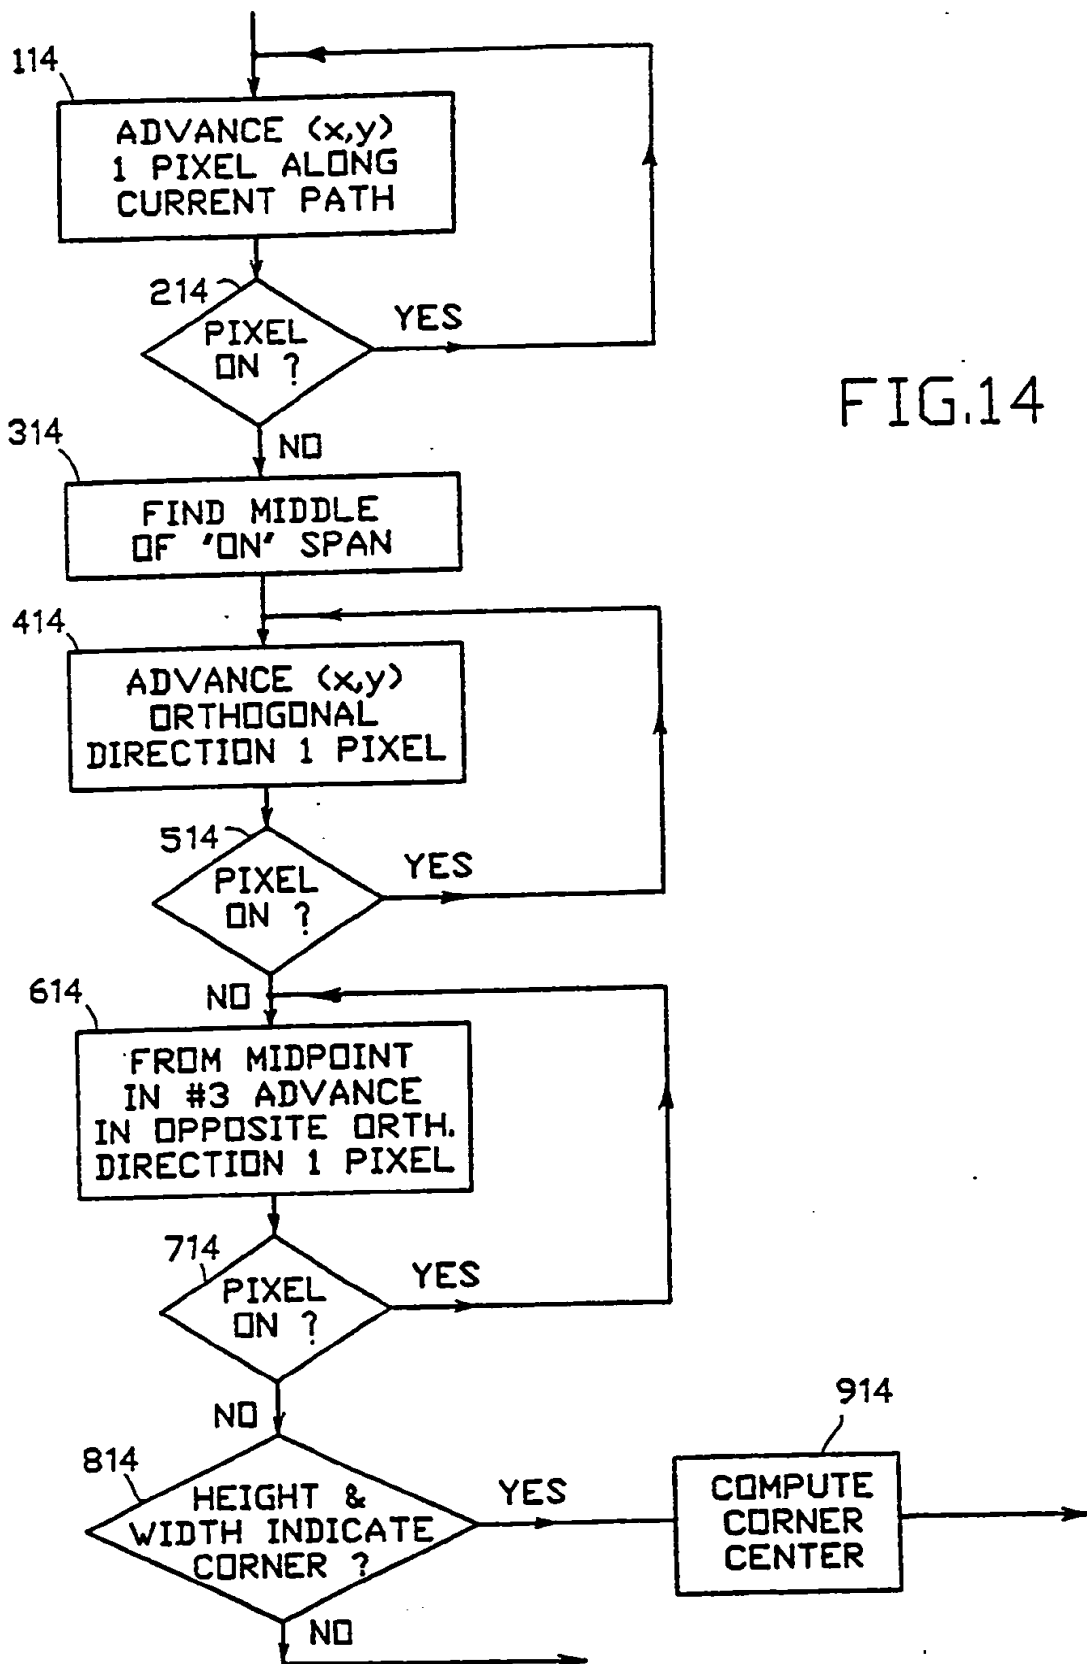 114
ADVANCE (x,y)
1 PIXEL ALONG
CURRENT PATH
214
PIXEL
ON ?
YES
FIG.14
NO
314
FIND MIDDLE
OF 'ON' SPAN
414
ADVANCE (x,y)
ORTHOGONAL
DIRECTION 1 PIXEL
514
PIXEL
ON ?
YES
NO
614
FROM MIDPOINT
IN #3 ADVANCE
IN OPPOSITE ORTH.
DIRECTION 1 PIXEL
714
PIXEL
ON ?
YES
NO
814
HEIGHT &
WIDTH INDICATE
CORNER ?
YES
914
COMPUTE
CORNER
CENTER
NO